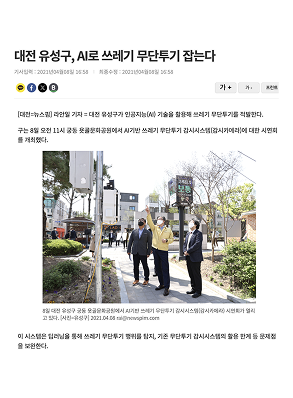 대전 유성구, AI로 쓰레기 무단투기 잡는다
기사입력 : 2021년04월08일 16:58 | 최종수정 : 2021년04월08일 16:58
가+ 가- 프린트
[대전=뉴스핌] 라안일 기자 = 대전 유성구가 인공지능(AI) 기술을 활용해 쓰레기 무단투기를 적발한다.
구는 8일 오전 11시 궁동 욧골문화공원에서 AI기반 쓰레기 무단투기 감시시스템(감시카메라)에 대한 시연회
를 개최했다.
8일 대전 유성구 궁동 욧골문화공원에서 AI기반 쓰레기 무단투기 감시시스템(감시카메라) 시연회가 열리
고 있다. [사진=유성구] 2021.04.08 rai@newspim.com
이 시스템은 딥러닝을 통해 쓰레기 무단투기 행위를 탐지, 기존 무단투기 감시시스템의 활용 한계 등 문제점
을 보완한다.